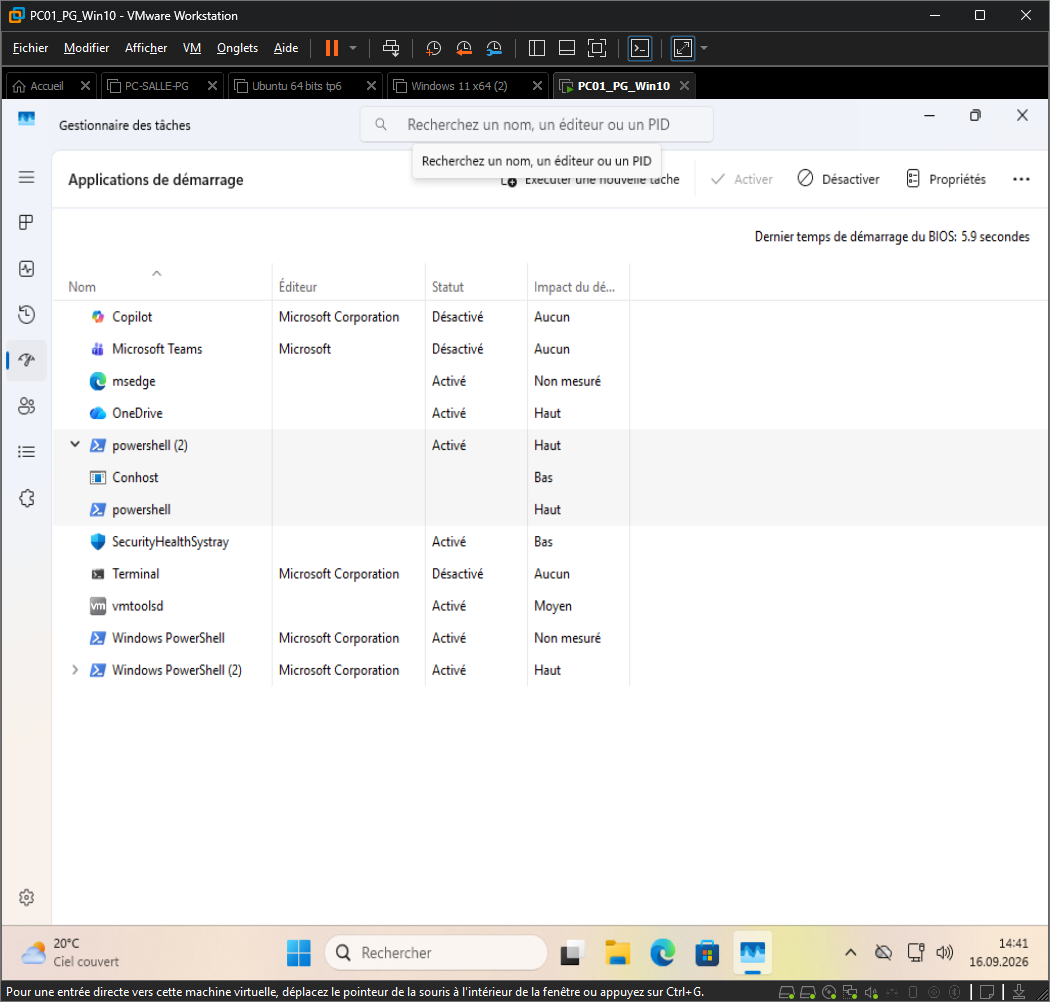 PC01_PG_Win10 - VMware Workstation
Fichier Modifier Afficher VM Onglets Aide
Accueil PC-SALLE-PG Ubuntu 64 bits tp6 Windows 11 x64 (2) PC01_PG_Win10
Gestionnaire des tâches
Recherchez un nom, un éditeur ou un PID
Recherchez un nom, un éditeur ou un PID
Applications de démarrage
Exécuter une nouvelle tâche Activer Désactiver Propriétés
Dernier temps de démarrage du BIOS: 5.9 secondes
Nom Éditeur Statut Impact du dé...
Copilot Microsoft Corporation Désactivé Aucun
Microsoft Teams Microsoft Désactivé Aucun
msedge Activé Non mesuré
OneDrive Activé Haut
powershell (2) Activé Haut
Conhost Bas
powershell Haut
SecurityHealthSystray Activé Bas
Terminal Microsoft Corporation Désactivé Aucun
vm vmtoolsd Activé Moyen
Windows PowerShell Microsoft Corporation Activé Non mesuré
Windows PowerShell (2) Microsoft Corporation Activé Haut
20°C
Ciel couvert
Rechercher
14:41
16.09.2026
Pour une entrée directe vers cette machine virtuelle, déplacez le pointeur de la souris à l'intérieur de la fenêtre ou appuyez sur Ctrl+G.